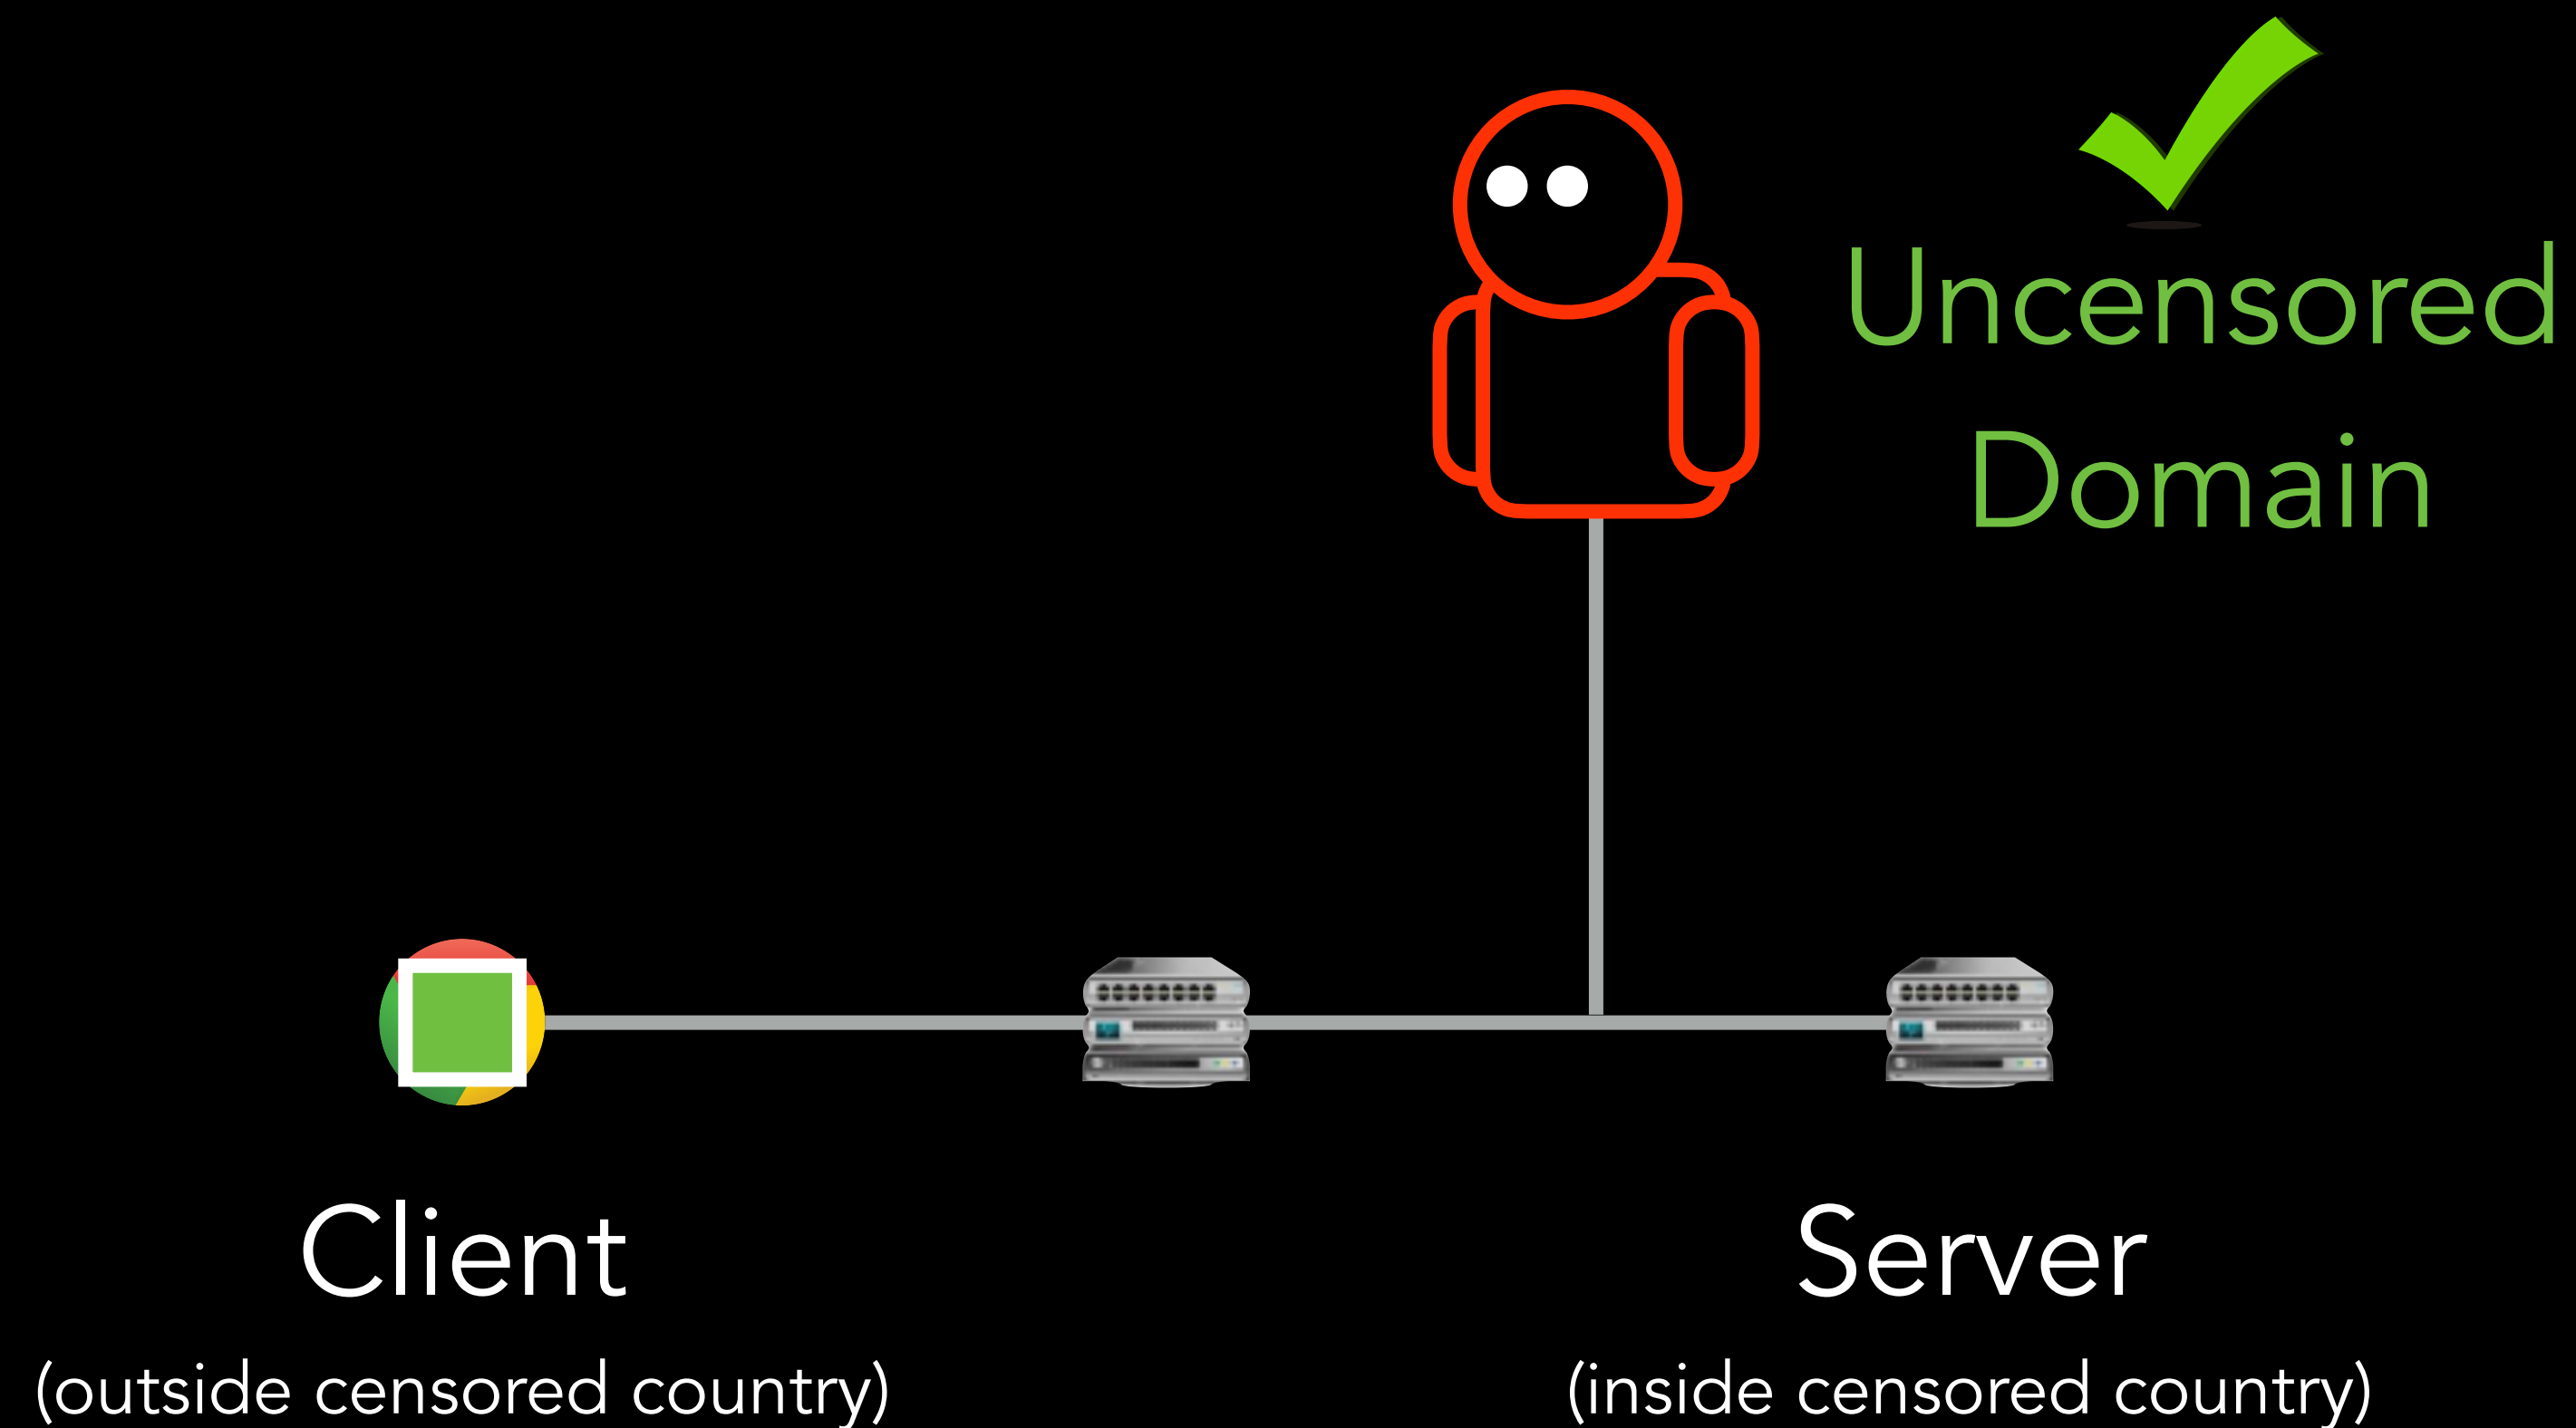 Uncensored
Domain
Client
Server
(outside censored country)
(inside censored country)